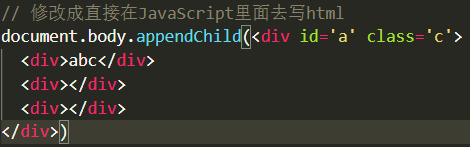 // 修改成直接在JavaScript里面去写html
document.body.appendChild(<div id='a' class='c'>
  <div>abc</div>
  <div></div>
  <div></div>
</div>)